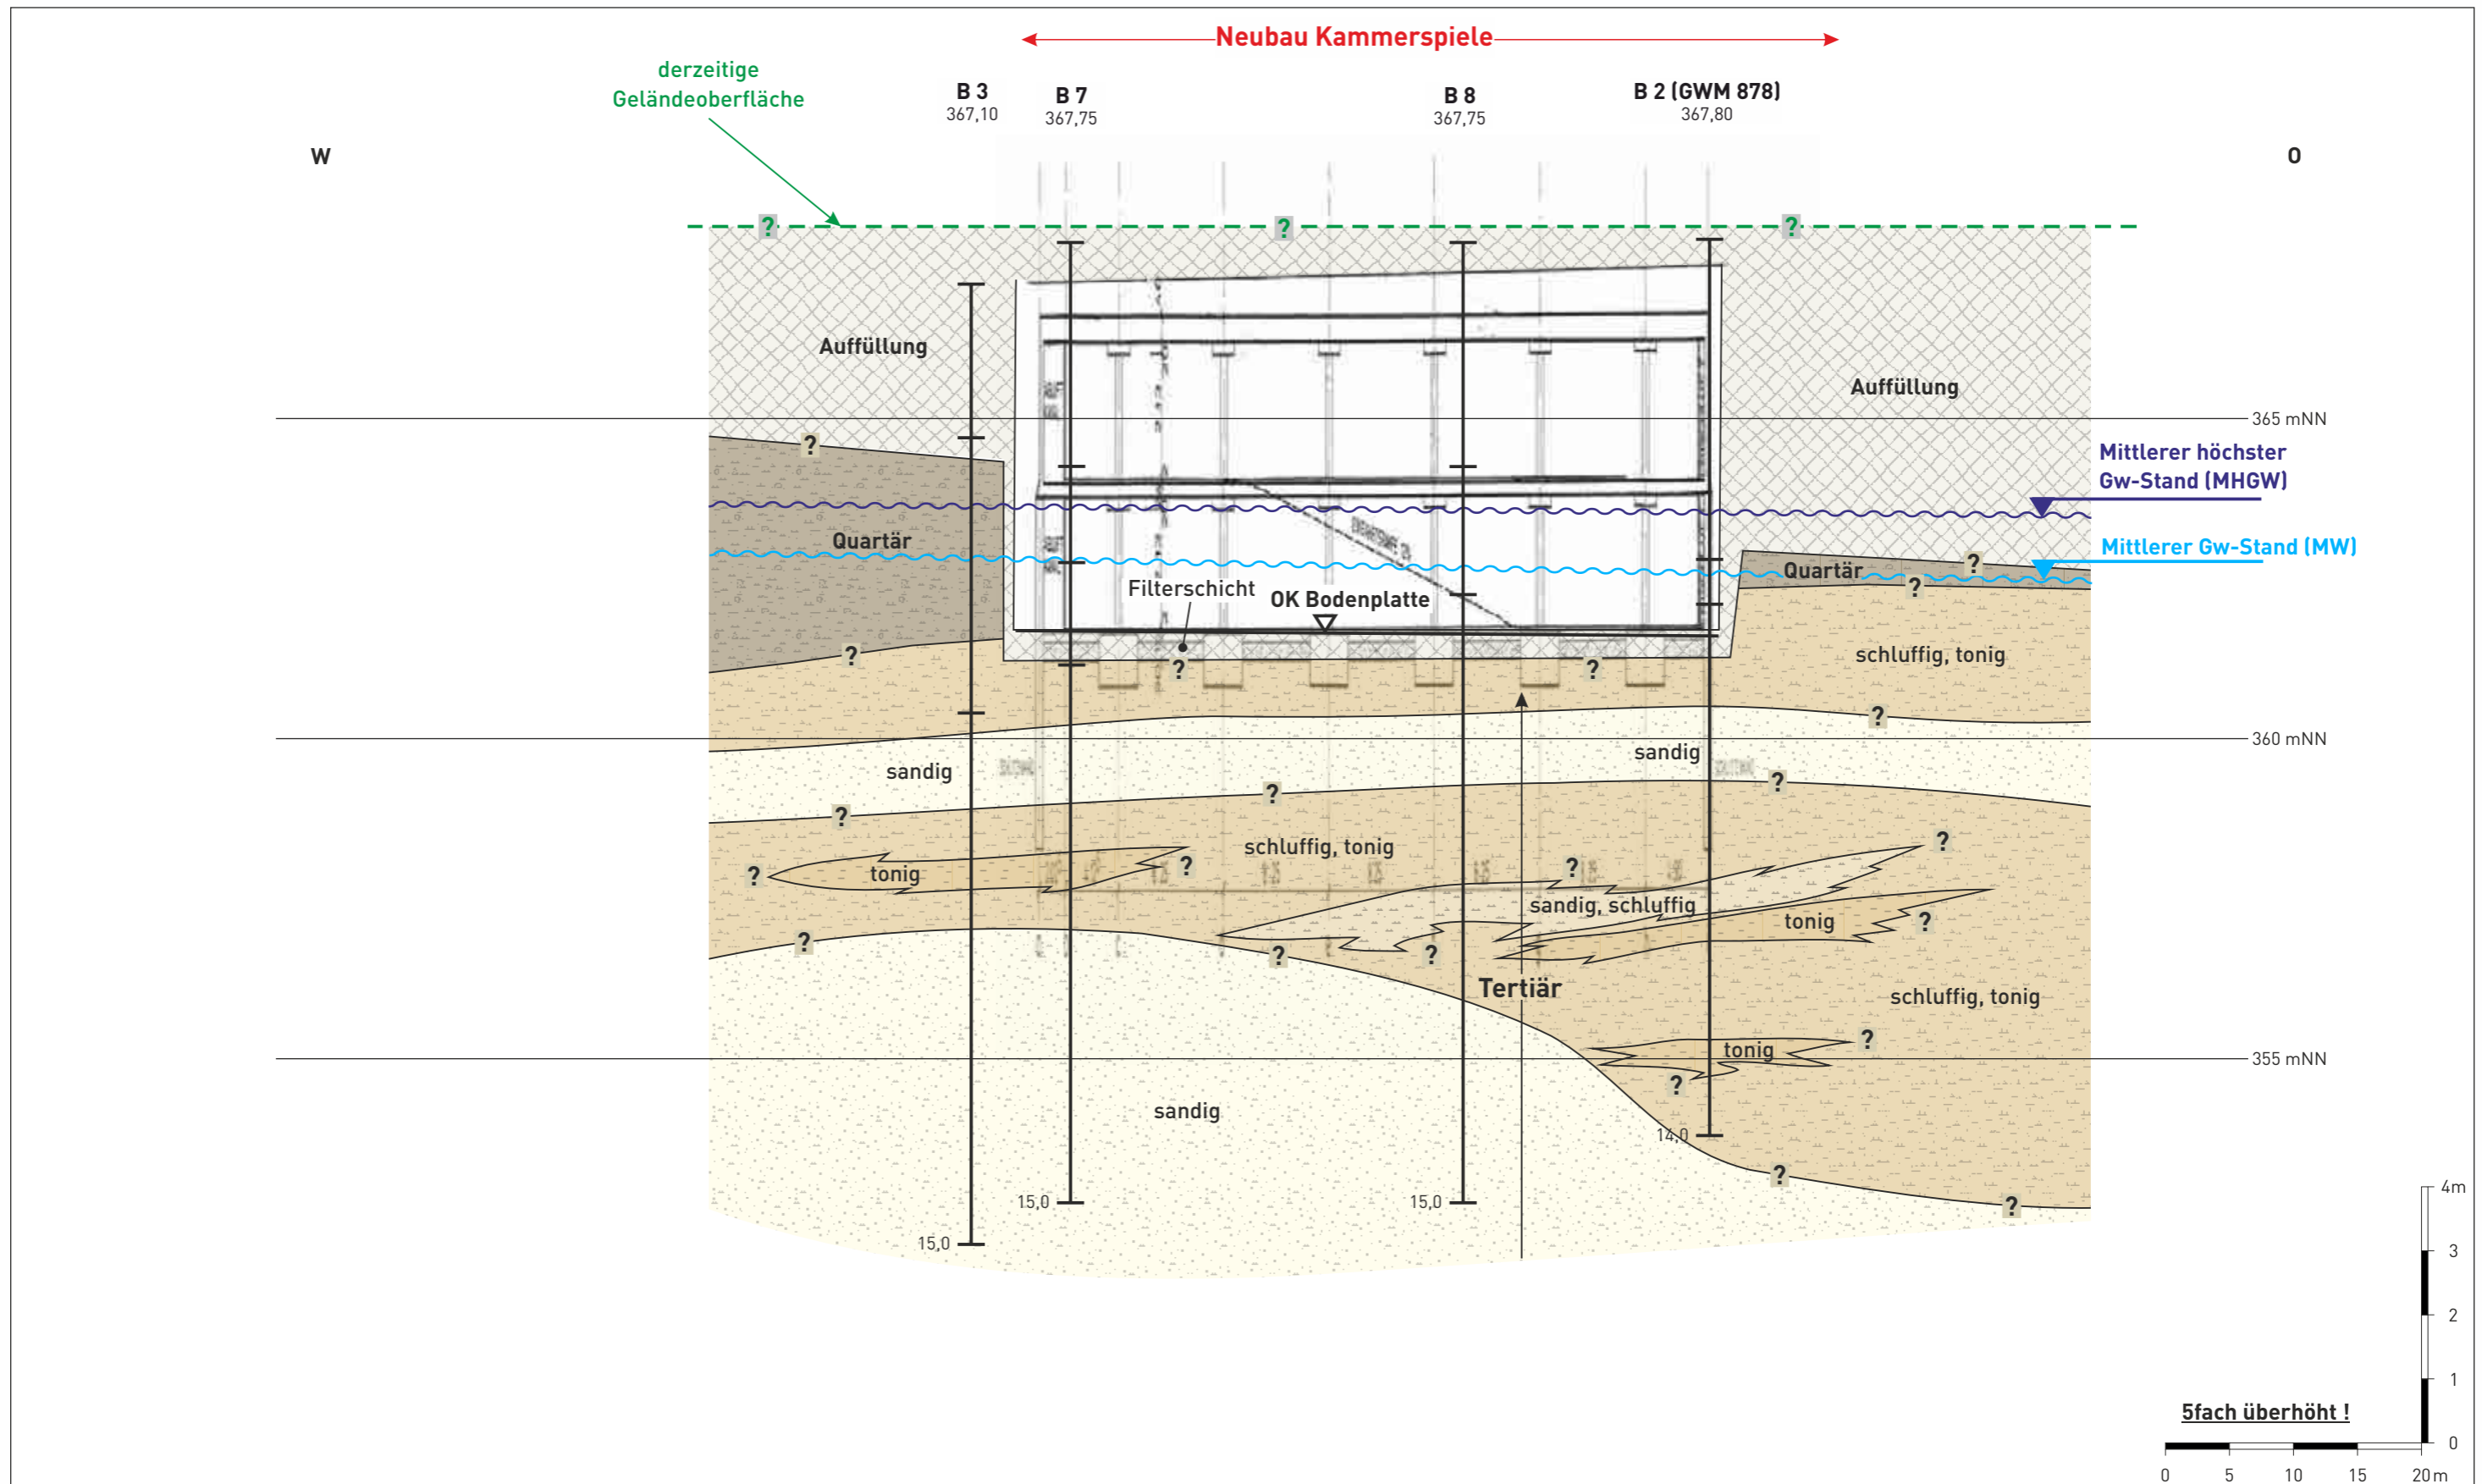 Neubau Kammerspiele
derzeitige
Geländeoberfläche
B 3
367,10
B 7
367,75
B 8
367,75
B 2 (GWM 878)
367,80
W
O
?
?
?
Auffüllung
Auffüllung
365 mNN
?
Mittlerer höchster
Gw-Stand (MHGW)
Quartär
Mittlerer Gw-Stand (MW)
Quartär
?
?
Filterschicht
OK Bodenplatte
?
?
?
schluffig, tonig
?
360 mNN
sandig
sandig
?
?
?
schluffig, tonig
?
tonig
?
?
?
sandig, schluffig
tonig
?
?
?
?
Tertiär
schluffig, tonig
tonig
?
?
355 mNN
sandig
14,0
?
?
15,0
15,0
15,0
4m
3
2
1
0
5fach überhöht !
0 5 10 15 20 m